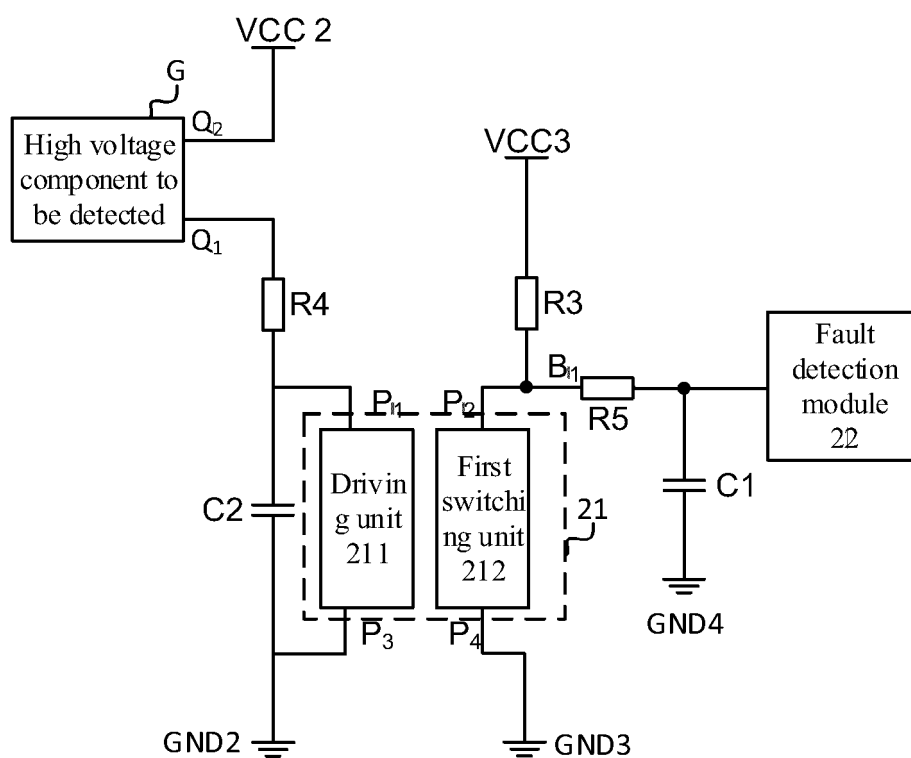 VCC 2
G
Q2
High voltage
component to
be detected
Q1
VCC3
R4
R3
Fault
detection
module
22
B1
R5
P1
P2
C2
Drivin
g unit
211
First
switchi
ng unit
212
21
C1
P3
P4
GND4
GND2
GND3